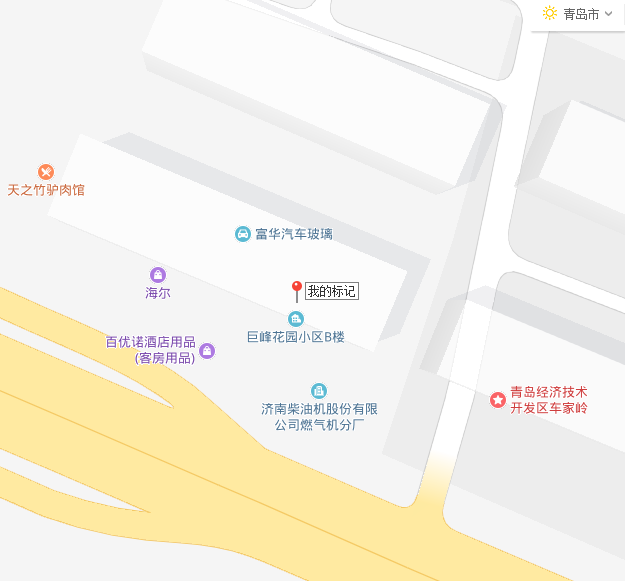 青岛市
天之竹驴肉馆
富华汽车玻璃
海尔
我的标记
巨峰花园小区B楼
百优诺酒店用品
(客房用品)
青岛经济技术
开发区车家岭
济南柴油机股份有限
公司燃气机分厂